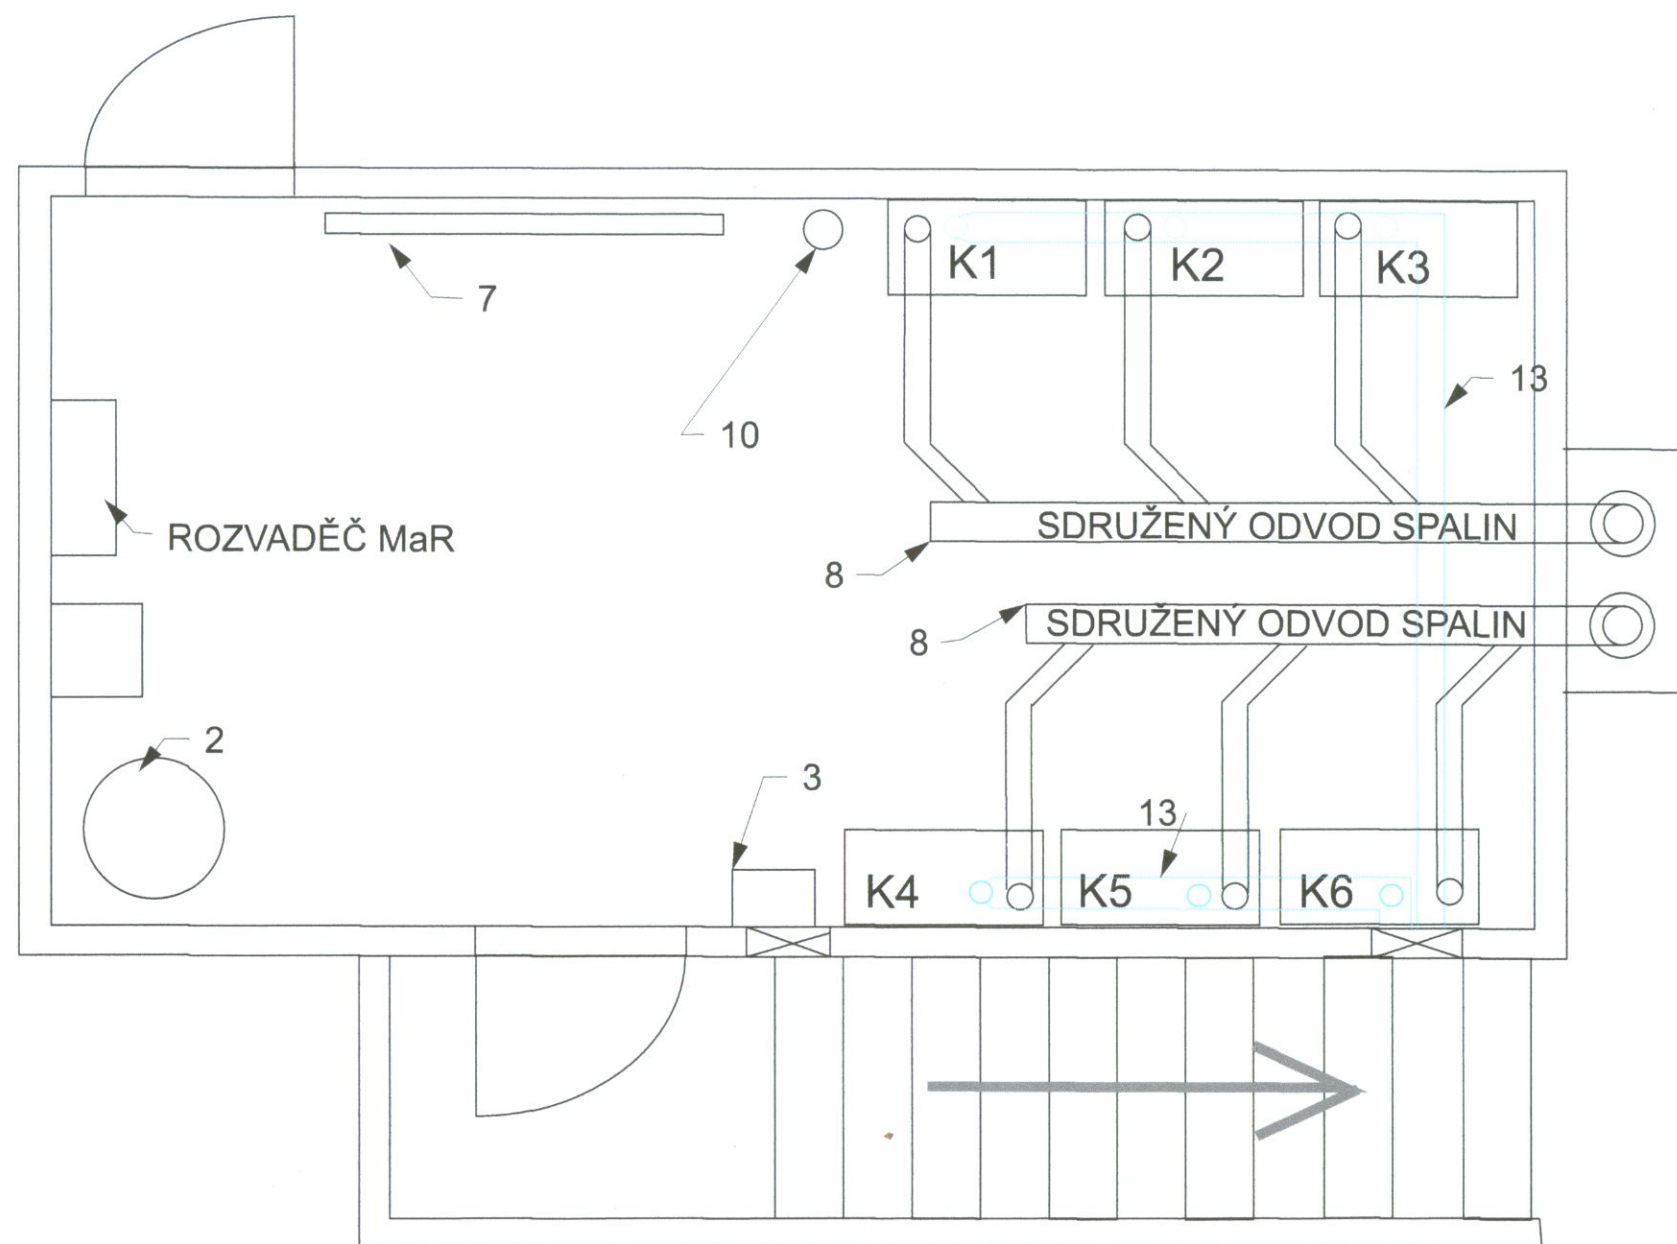 K1
K2
K3
7
13
10
ROZVADĚČ MaR
SDRUŽENÝ ODVOD SPALIN
8
SDRUŽENÝ ODVOD SPALIN
8
2
3
13
K4
K5
K6